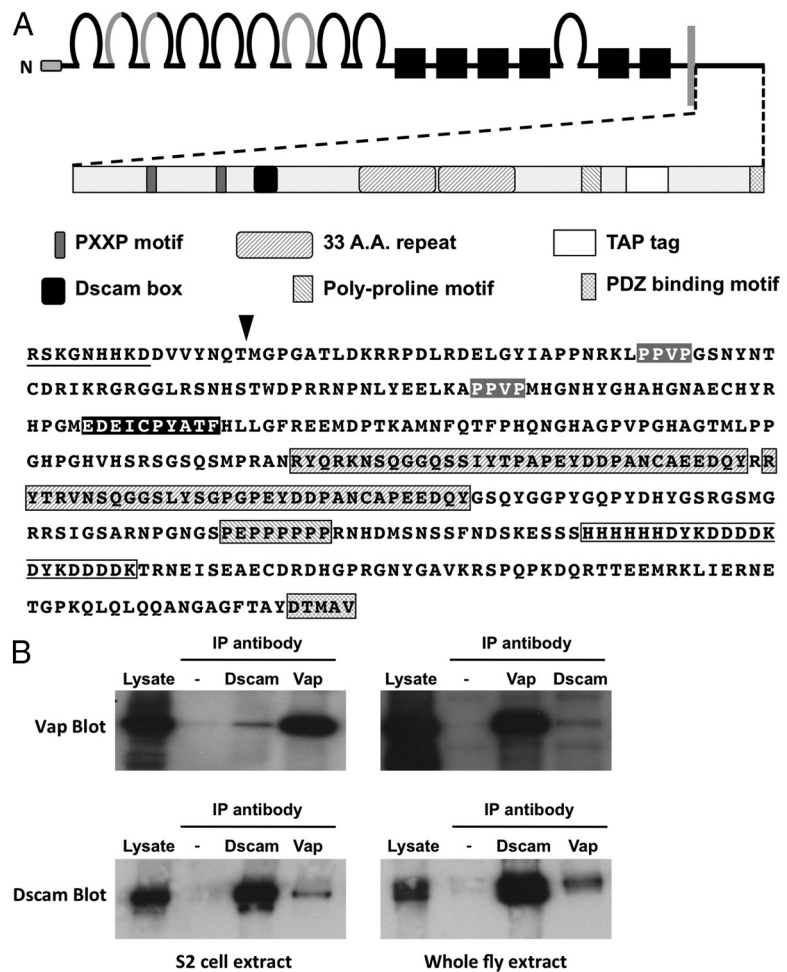 A
N
PXXP motif
33 A.A. repeat
TAP tag
Dscam box
Poly-proline motif
PDZ binding motif
RSKGNHHKDDVVYNQTMGPGATLDKRRPDLRDELGYIAPPNRKLPPVPGSNYNT
CDRIKRGRGGLRSNHSTWDPRRNPNLYEELKAPPVPMHGNHYGHAHGNAECHYR
HPGMEDEICPYATFHLLGFREEMDPTKAMNFQTFPHQNGHAGPVPGHAGTMLPP
GHPGHVHSRSGSQSMPRANRYQRKNSQGGQSSIYTPAPEYDDPANCAEEDQYRR
YTRVNSQGGSLYSGPGPEYDDPANCAPEEDQYGSQYGGPYGQPYDHYGSRGSMG
RRSIGSARNPGNGSPEPPPPPPRNHDMSNSSFNDSKESSSHHHHHHDYKDDDDK
DYKDDDDKTRNEISEAECDRDHGPRGNYGAVKRSPQPKDQRTTEEMRKLIERNE
TGPKQLQLQQANGAGFTAYDTMAV
B
IP antibody
Lysate - Dscam Vap
IP antibody
Lysate - Vap Dscam
Vap Blot
IP antibody
Lysate - Dscam Vap
IP antibody
Lysate - Dscam Vap
Dscam Blot
S2 cell extract
Whole fly extract